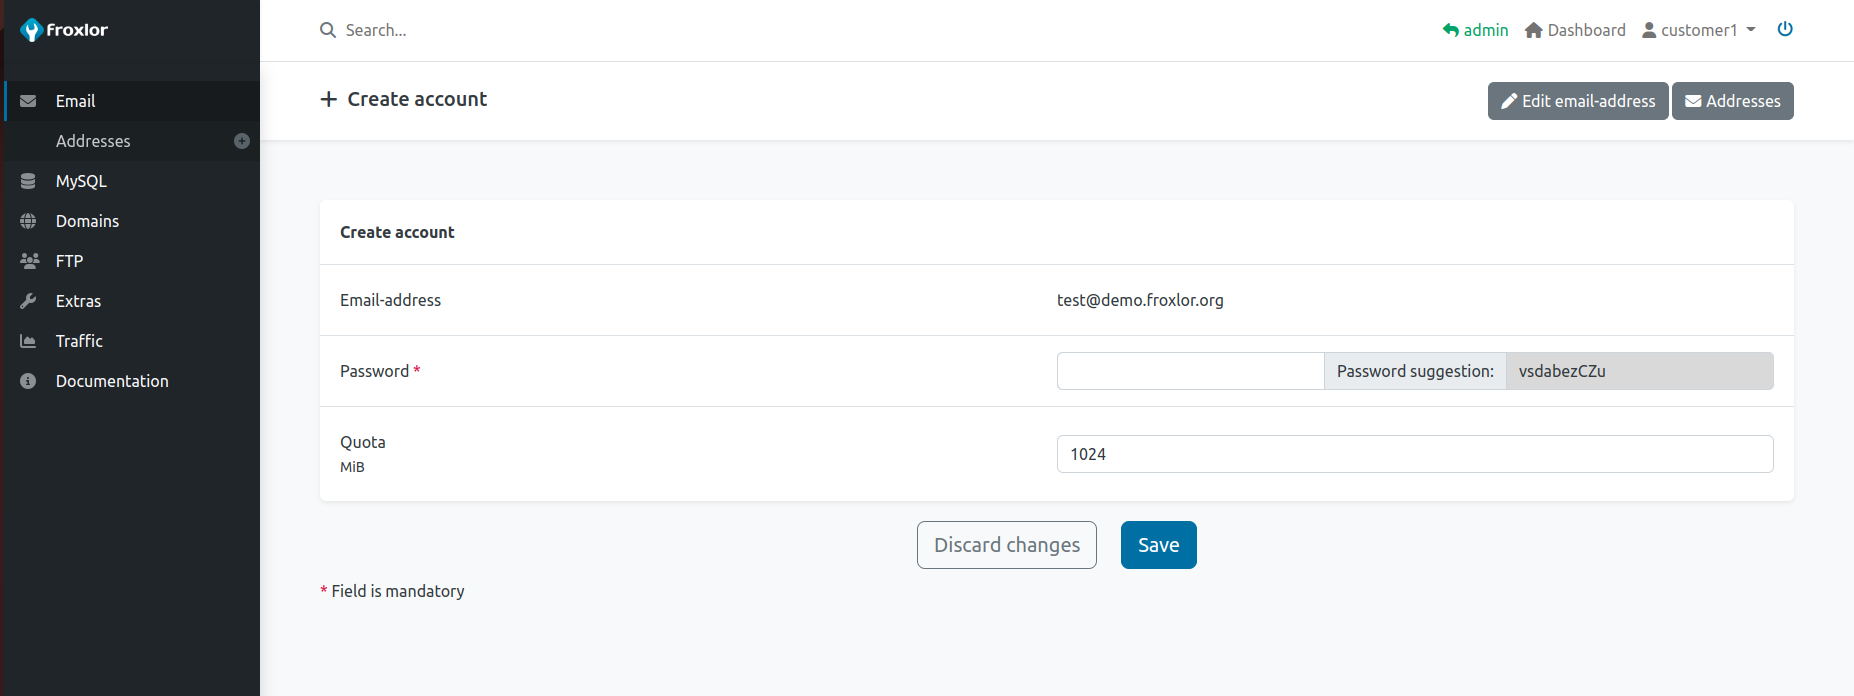 froxlor
Search...
admin Dashboard customer1
Email
Addresses
MySQL
Domains
FTP
Extras
Traffic
Documentation
Create account
Edit email-address Addresses
Create account
Email-address test@demo.froxlor.org
Password * Password suggestion: vsdabezCZu
Quota
MiB
1024
Discard changes Save
* Field is mandatory